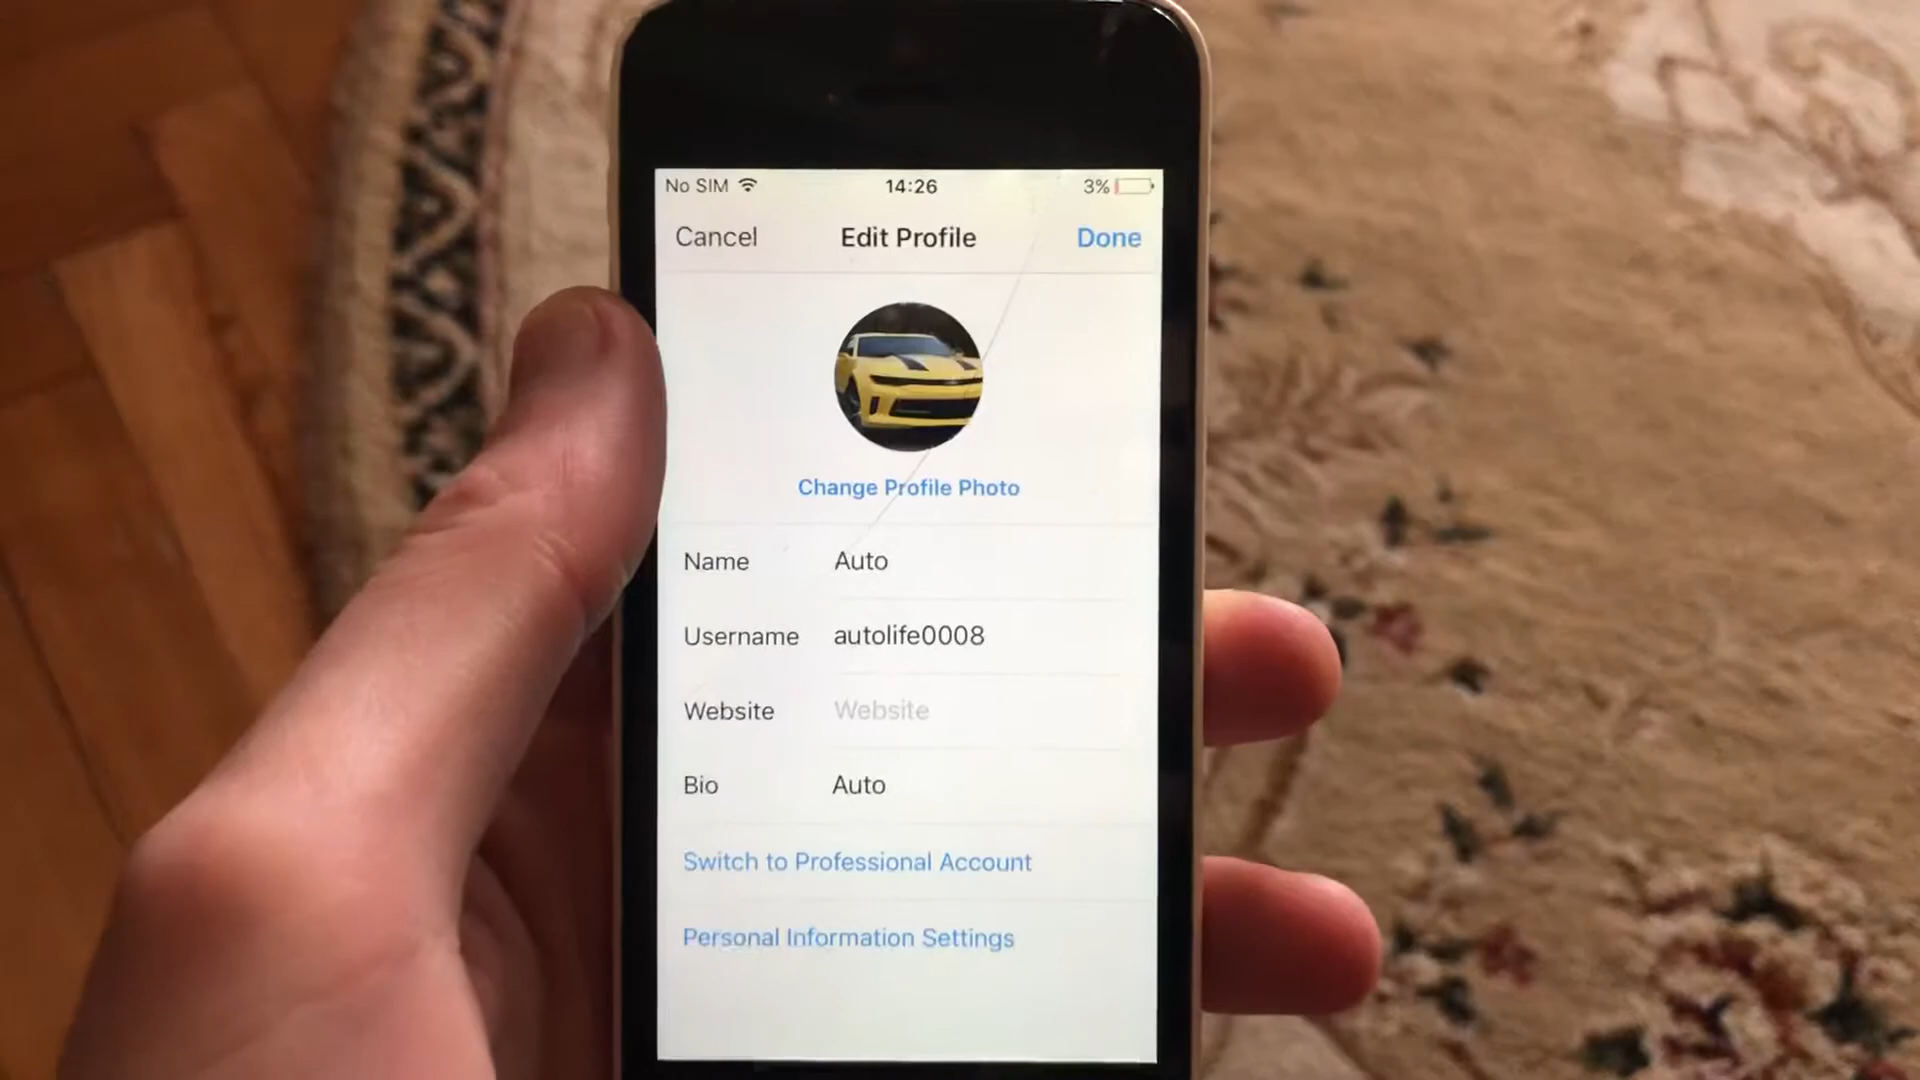 No SIM 14:26 3%
Cancel Edit Profile Done
Change Profile Photo
Name Auto
Username autolife0008
Website Website
Bio Auto
Switch to Professional Account
Personal Information Settings